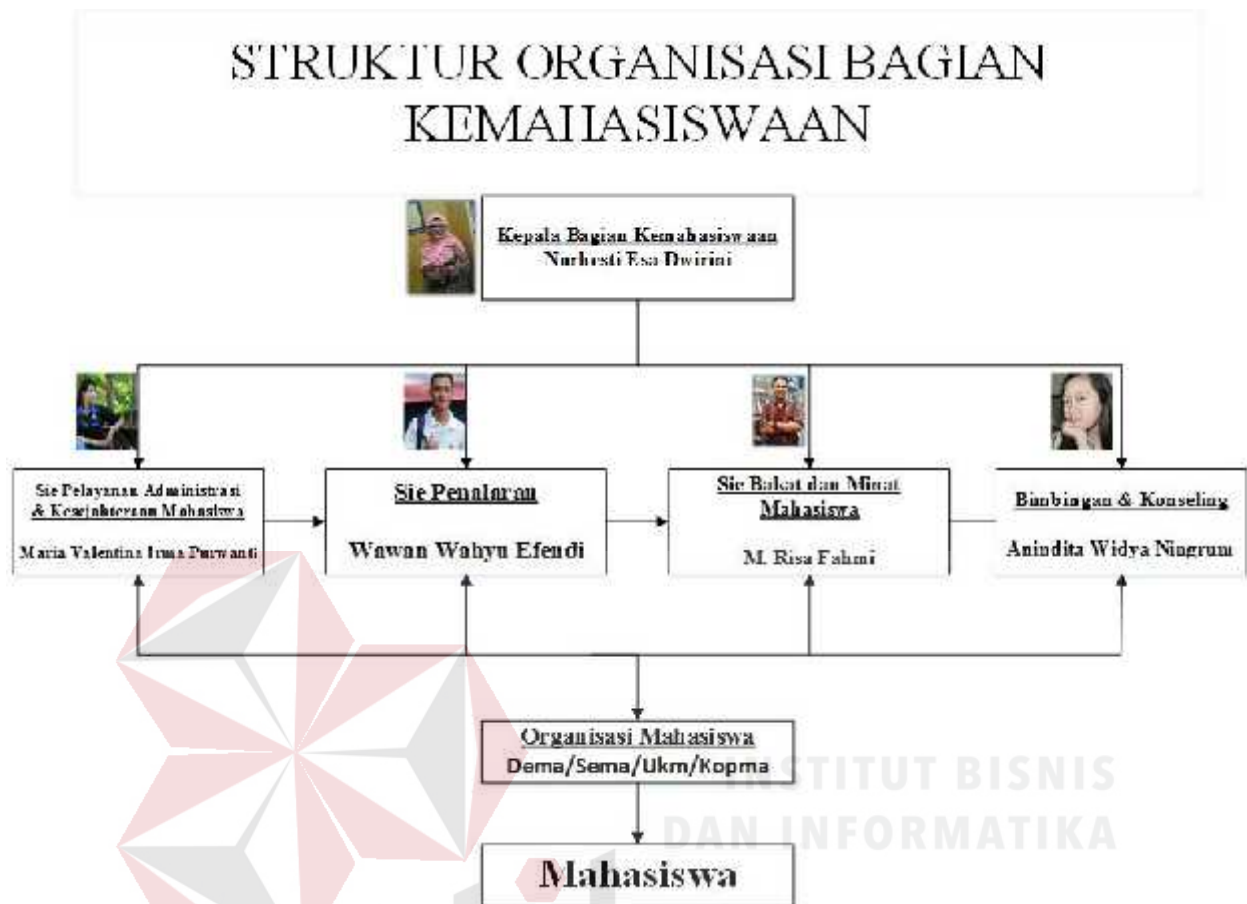 STRUKTUR ORGANISASI BAGIAN
KEMAHASISWAAN
Kepala Bagian Kemahasiswaan
Norhesti Esa Dwirini
Sie Pelayanan Administrasi
& Kesejahteraan Mahasiswa
Maria Valentina Irma Purwanti
Sie Penalaran
Wawan Wahyu Efendi
Sie Bakat dan Minat
Mahasiswa
M. Risa Fahmi
Bimbingan & Konseling
Anindita Widya Ningrum
Organisasi Mahasiswa
Dema/Sema/Ukm/Kopma
INSTITUT BISNIS
DAN INFORMATIKA
Mahasiswa